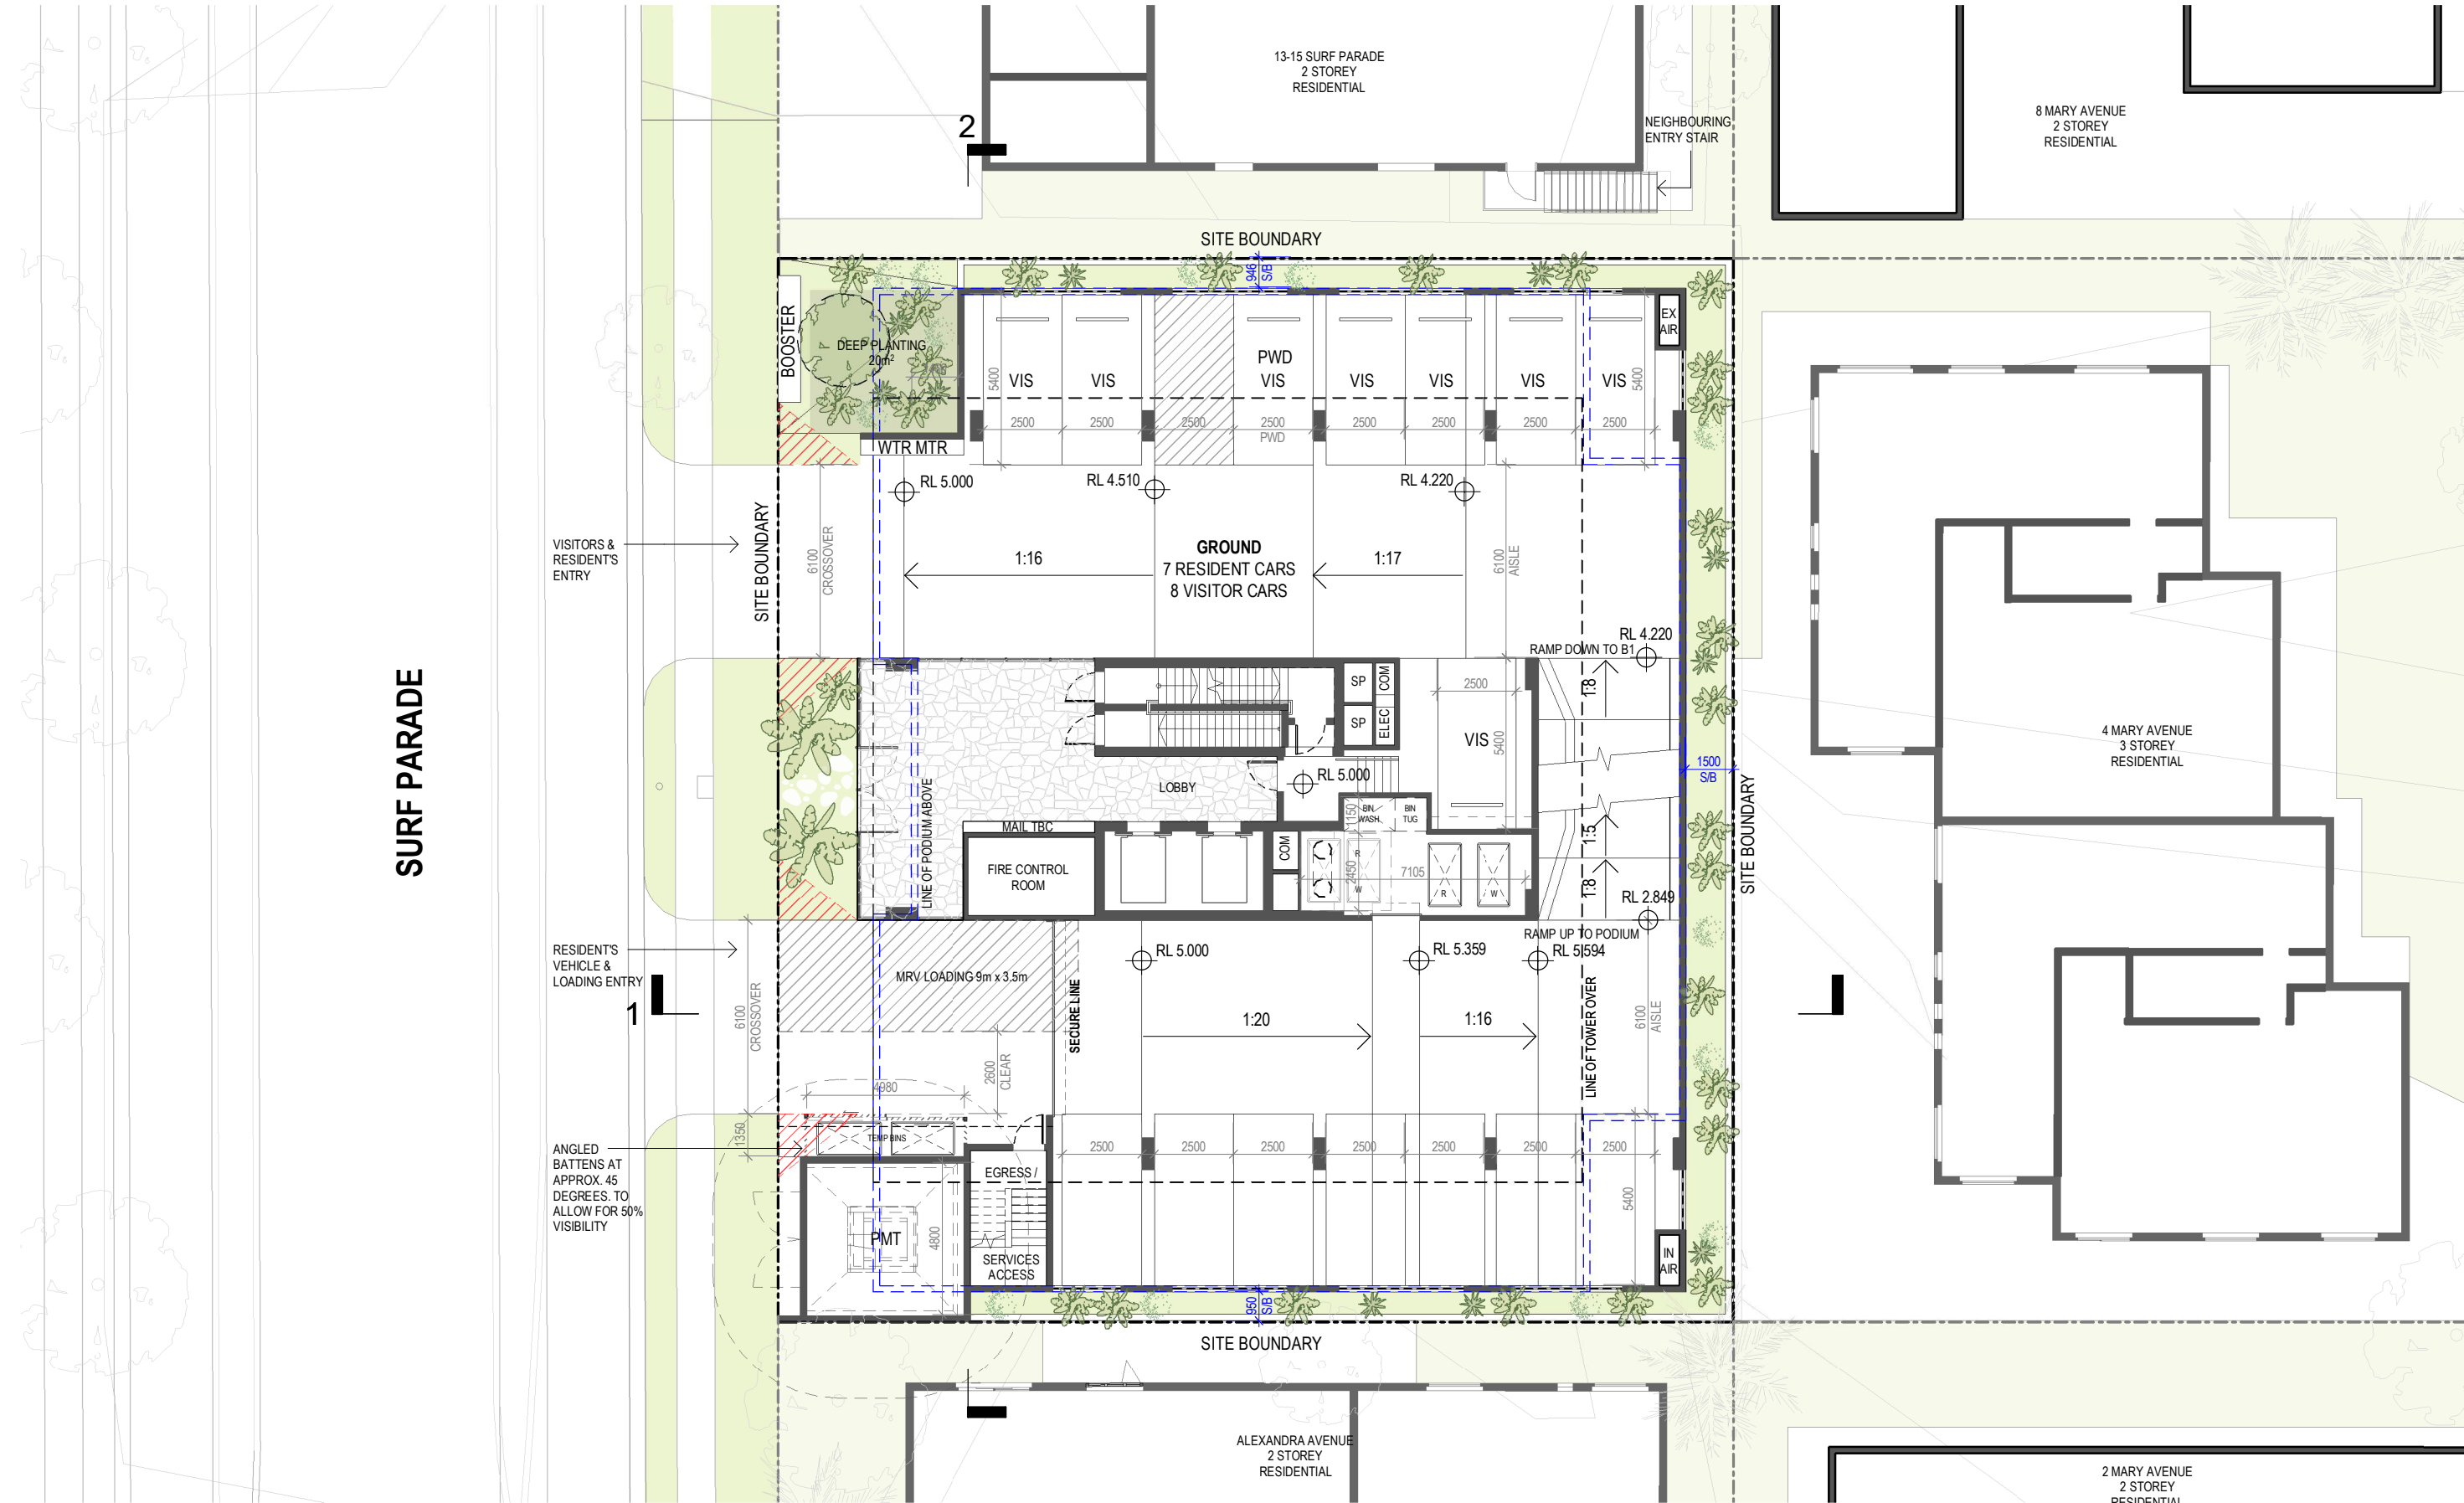 13-15 SURF PARADE
2 STOREY
RESIDENTIAL
8 MARY AVENUE
2 STOREY
RESIDENTIAL
2
NEIGHBOURING
ENTRY STAIR
SITE BOUNDARY
946
S/B
BOOSTER
DEEP PLANTING
20m²
EX
AIR
PWD
VIS
VIS
VIS
VIS
VIS
VIS
VIS
5400
5400
2500
2500
2500
2500
PWD
2500
2500
2500
2500
WTR MTR
RL 5.000
RL 4.510
RL 4.220
SITE BOUNDARY
VISITORS &
RESIDENT'S
ENTRY
6100
CROSSOVER
1:16
GROUND
7 RESIDENT CARS
8 VISITOR CARS
1:17
6100
AISLE
RL 4.220
RAMP DOWN TO B1
1:8
SURF PARADE
SP
COM
SP
ELEC
2500
VIS
5400
4 MARY AVENUE
3 STOREY
RESIDENTIAL
1500
S/B
SITE BOUNDARY
LINE OF PODIUM ABOVE
LOBBY
RL 5.000
BIN
WASH
BIN
TUG
1150
1:5
MAIL TBC
FIRE CONTROL
ROOM
COM
2450
R
W
7105
R
W
1:8
RL 2.849
RESIDENT'S
VEHICLE &
LOADING ENTRY
1
MRV LOADING 9m x 3.5m
SECURE LINE
RL 5.000
RL 5.359
RAMP UP TO PODIUM
RL 5.594
LINE OF TOWER OVER
6100
CROSSOVER
2600
CLEAR
1:20
1:16
6100
AISLE
4980
1350
TEMP BINS
ANGLED
BATTENS AT
APPROX. 45
DEGREES. TO
ALLOW FOR 50%
VISIBILITY
2500
2500
2500
2500
2500
2500
2500
EGRESS /
5400
PMT
4800
SERVICES
ACCESS
IN
AIR
950
S/B
SITE BOUNDARY
ALEXANDRA AVENUE
2 STOREY
RESIDENTIAL
2 MARY AVENUE
2 STOREY
RESIDENTIAL